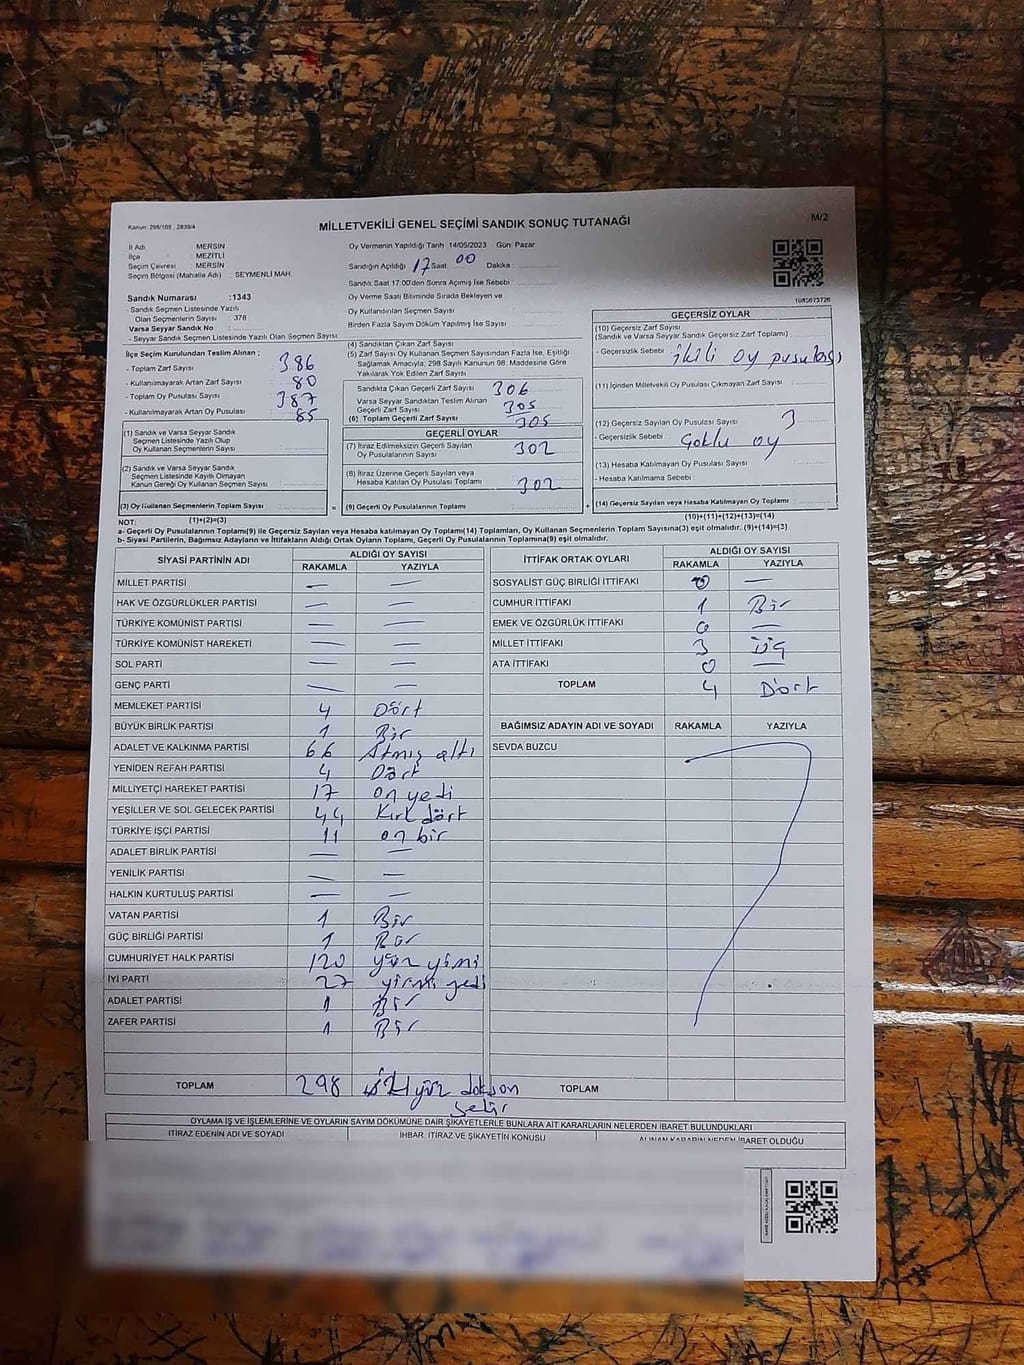 Kanun: 298/105 , 2839/4
MİLLETVEKİLİ GENEL SEÇİMİ SANDIK SONUÇ TUTANAĞI
M/2
İl Adı : MERSİN
İlçe : MEZİTLİ
Seçim Çevresi : MERSİN
Seçim Bölgesi (Mahalle Adı) : SEYMENLİ MAH.
Sandık Numarası :1343
- Sandık Seçmen Listesinde Yazılı
Olan Seçmenlerin Sayısı : 378
Varsa Seyyar Sandık No :
- Seyyar Sandık Seçmen Listesinde Yazılı Olan Seçmen Sayısı :
Oy Vermenin Yapıldığı Tarih :14/05/2023 Gün: Pazar
Sandığın Açıldığı 17 Saat: 00 Dakika :
Sandık Saat 17.00'den Sonra Açılmış İse Sebebi :
Oy Verme Saati Bitiminde Sırada Bekleyen ve
Oy Kullandırılan Seçmen Sayısı :
Birden Fazla Sayım Döküm Yapılmış İse Sayısı :
1080873726
İlçe Seçim Kurulundan Teslim Alınan ;
- Toplam Zarf Sayısı : 386
- Kullanılmayarak Artan Zarf Sayısı : 80
- Toplam Oy Pusulası Sayısı : 387
- Kullanılmayarak Artan Oy Pusulası : 85
(1) Sandık ve Varsa Seyyar Sandık
Seçmen Listesinde Yazılı Olup
Oy Kullanan Seçmenlerin Sayısı :
(2) Sandık ve Varsa Seyyar Sandık
Seçmen Listesinde Kayıtlı Olmayan
Kanun Gereği Oy Kullanan Seçmen Sayısı :
(3) Oy Kullanan Seçmenlerin Toplam Sayısı :
(1)+(2)=(3)
(4) Sandıktan Çıkan Zarf Sayısı :
(5) Zarf Sayısı Oy Kullanan Seçmen Sayısından Fazla İse, Eşitliği
Sağlamak Amacıyla, 298 Sayılı Kanunun 98. Maddesine Göre
Yakılarak Yok Edilen Zarf Sayısı :
Sandıkta Çıkan Geçerli Zarf Sayısı : 306
Varsa Seyyar Sandıktan Teslim Alınan
Geçerli Zarf Sayısı : 305
(6) Toplam Geçerli Zarf Sayısı : 305
GEÇERLİ OYLAR
(7) İtiraz Edilmeksizin Geçerli Sayılan
Oy Pusulalarının Sayısı : 302
(8) İtiraz Üzerine Geçerli Sayılan veya
Hesaba Katılan Oy Pusulası Toplamı : 302
= (9) Geçerli Oy Pusulalarının Toplamı :
GEÇERSİZ OYLAR
(10) Geçersiz Zarf Sayısı
(Sandık ve Varsa Seyyar Sandık Geçersiz Zarf Toplamı) :
- Geçersizlik Sebebi : ikili oy pusulası
(11) İçinden Milletvekili Oy Pusulası Çıkmayan Zarf Sayısı :
(12) Geçersiz Sayılan Oy Pusulası Sayısı : 3
- Geçersizlik Sebebi : Çoklu oy
(13) Hesaba Katılmayan Oy Pusulası Sayısı :
- Hesaba Katılmama Sebebi :
+ (14) Geçersiz Sayılan veya Hesaba Katılmayan Oy Toplamı :
(10)+(11)+(12)+(13)=(14)
NOT:
a- Geçerli Oy Pusulalarının Toplamı(9) ile Geçersiz Sayılan veya Hesaba katılmayan Oy Toplamı(14) Toplamları, Oy Kullanan Seçmenlerin Toplam Sayısına(3) eşit olmalıdır. (9)+(14)=(3)
b- Siyasi Partilerin, Bağımsız Adayların ve İttifakların Aldığı Ortak Oyların Toplamı, Geçerli Oy Pusulalarının Toplamına(9) eşit olmalıdır.
SİYASİ PARTİNİN ADI ALDIĞI OY SAYISI
RAKAMLA YAZIYLA
MİLLET PARTİSİ — —
HAK VE ÖZGÜRLÜKLER PARTİSİ — —
TÜRKİYE KOMÜNİST PARTİSİ — —
TÜRKİYE KOMÜNİST HAREKETİ — —
SOL PARTİ — —
GENÇ PARTİ — —
MEMLEKET PARTİSİ 4 Dört
BÜYÜK BİRLİK PARTİSİ 1 Bir
ADALET VE KALKINMA PARTİSİ 66 Atmış altı
YENİDEN REFAH PARTİSİ 4 Dört
MİLLİYETÇİ HAREKET PARTİSİ 17 on yedi
YEŞİLLER VE SOL GELECEK PARTİSİ 44 Kırk dört
TÜRKİYE İŞÇİ PARTİSİ 11 on bir
ADALET BİRLİK PARTİSİ — —
YENİLİK PARTİSİ — —
HALKIN KURTULUŞ PARTİSİ — —
VATAN PARTİSİ 1 Bir
GÜÇ BİRLİĞİ PARTİSİ 1 Bir
CUMHURİYET HALK PARTİSİ 120 yüz yirmi
İYİ PARTİ 27 yirmi yedi
ADALET PARTİSİ 1 Bir
ZAFER PARTİSİ 1 Bir
TOPLAM 298 iki yüz doksan
sekiz
İTTİFAK ORTAK OYLARI ALDIĞI OY SAYISI
RAKAMLA YAZIYLA
SOSYALİST GÜÇ BİRLİĞİ İTTİFAKI 0 —
CUMHUR İTTİFAKI 1 Bir
EMEK VE ÖZGÜRLÜK İTTİFAKI 0 —
MİLLET İTTİFAKI 3 üç
ATA İTTİFAKI 0 —
TOPLAM 4 Dört
BAĞIMSIZ ADAYIN ADI VE SOYADI RAKAMLA YAZIYLA
SEVDA BUZCU
TOPLAM
OYLAMA İŞ VE İŞLEMLERİNE VE OYLARIN SAYIM DÖKÜMÜNE DAİR ŞİKAYETLERLE BUNLARA AİT KARARLARIN NELERDEN İBARET BULUNDUKLARI
İTİRAZ EDENİN ADI VE SOYADI İHBAR, İTİRAZ VE ŞİKAYETİN KONUSU ALINAN KARARIN NEDEN İBARET OLDUĞU